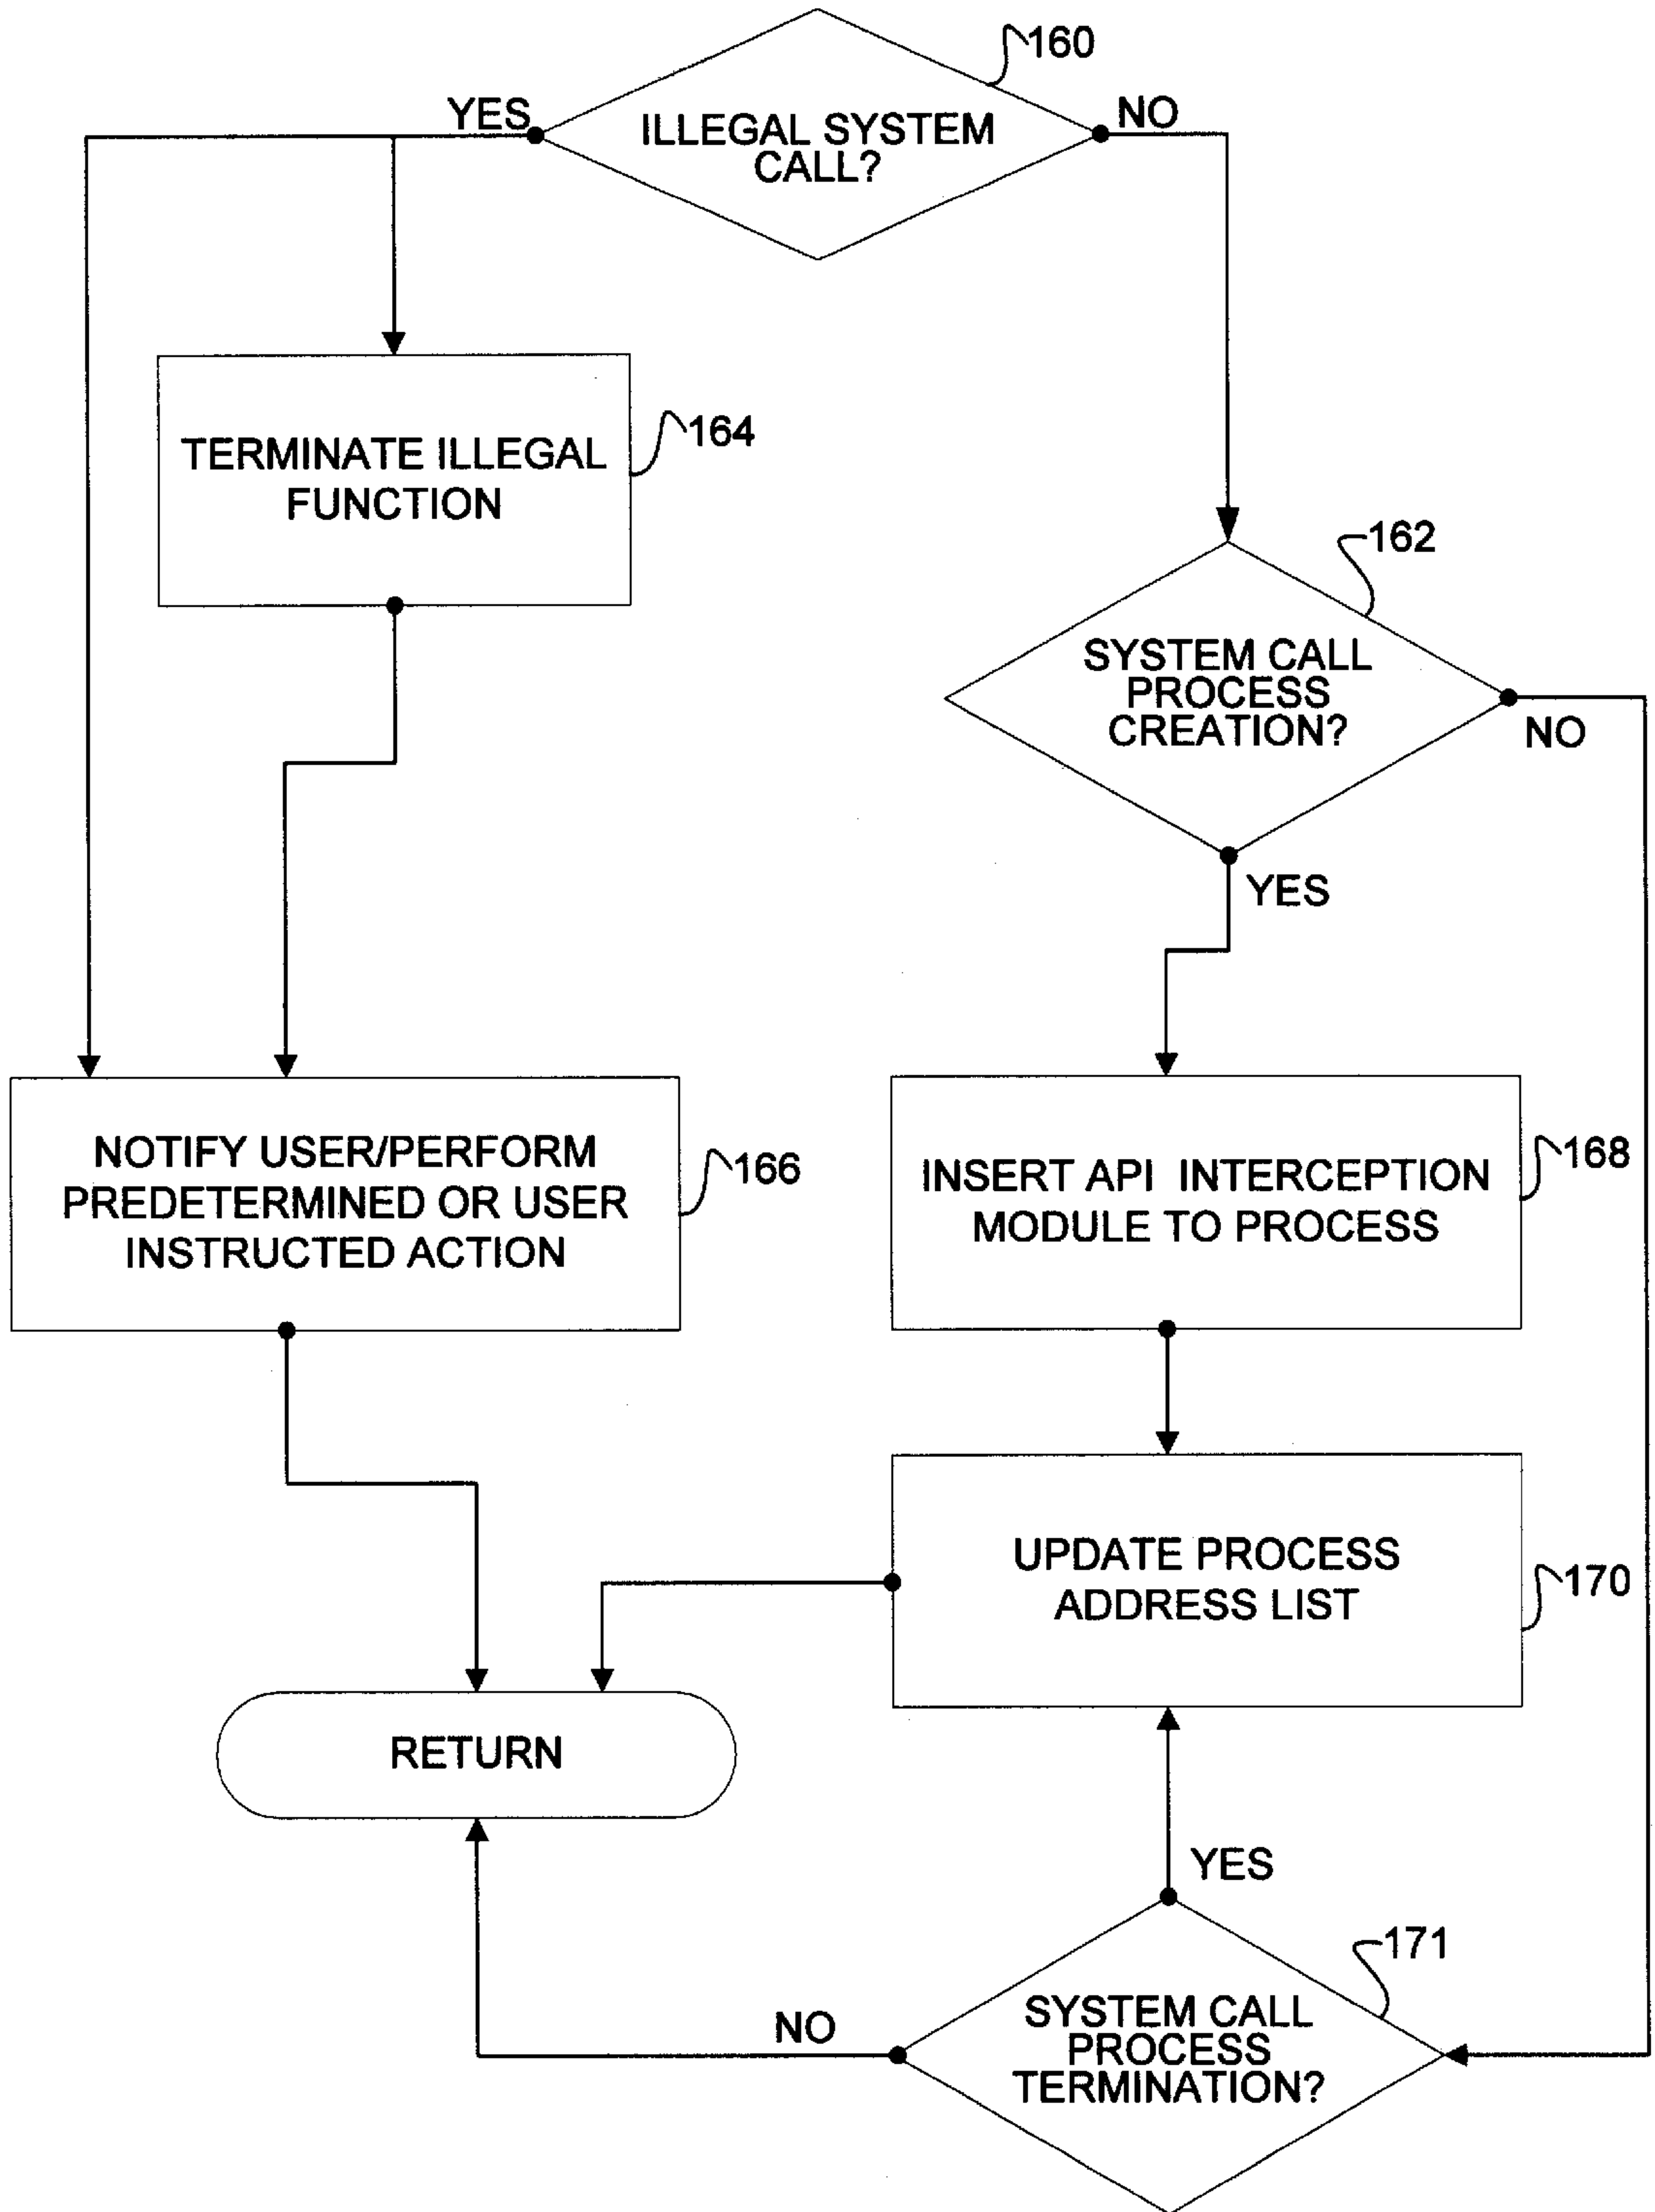 160
YES
NO
ILLEGAL SYSTEM
CALL?
TERMINATE ILLEGAL
FUNCTION
164
162
SYSTEM CALL
PROCESS
CREATION?
NO
YES
NOTIFY USER/PERFORM
PREDETERMINED OR USER
INSTRUCTED ACTION
166
INSERT API INTERCEPTION
MODULE TO PROCESS
168
UPDATE PROCESS
ADDRESS LIST
170
RETURN
YES
171
NO
SYSTEM CALL
PROCESS
TERMINATION?